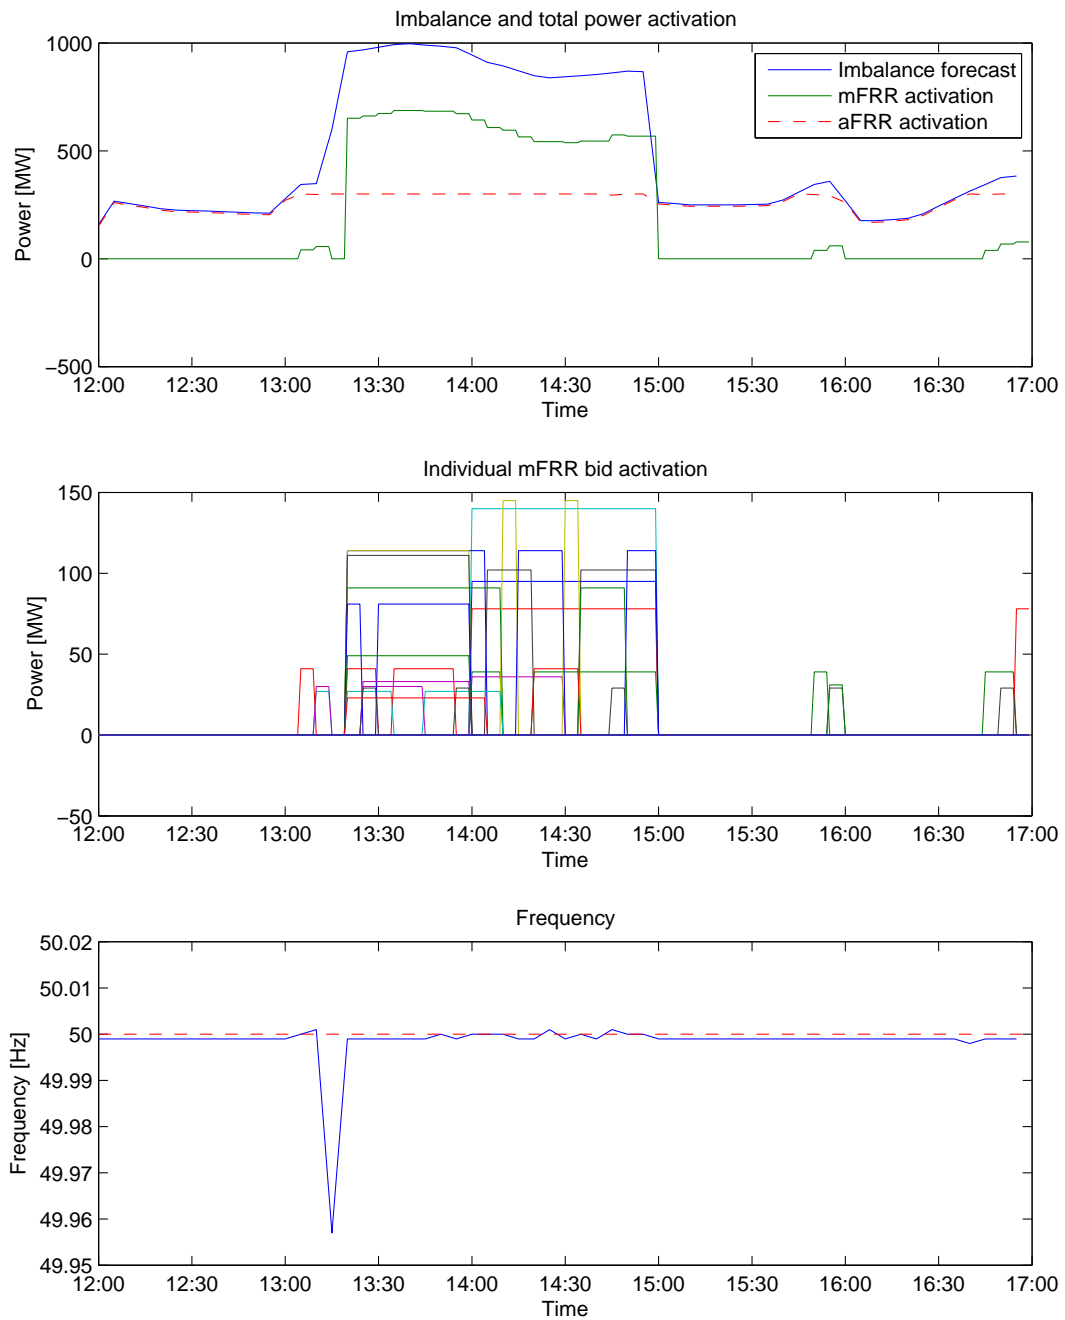 Imbalance and total power activation
1000
500
0
−500
Power [MW]
Imbalance forecast
mFRR activation
aFRR activation
12:00 12:30 13:00 13:30 14:00 14:30 15:00 15:30 16:00 16:30 17:00
Time
Individual mFRR bid activation
150
100
50
0
−50
Power [MW]
12:00 12:30 13:00 13:30 14:00 14:30 15:00 15:30 16:00 16:30 17:00
Time
Frequency
50.02
50.01
50
49.99
49.98
49.97
49.96
49.95
Frequency [Hz]
12:00 12:30 13:00 13:30 14:00 14:30 15:00 15:30 16:00 16:30 17:00
Time